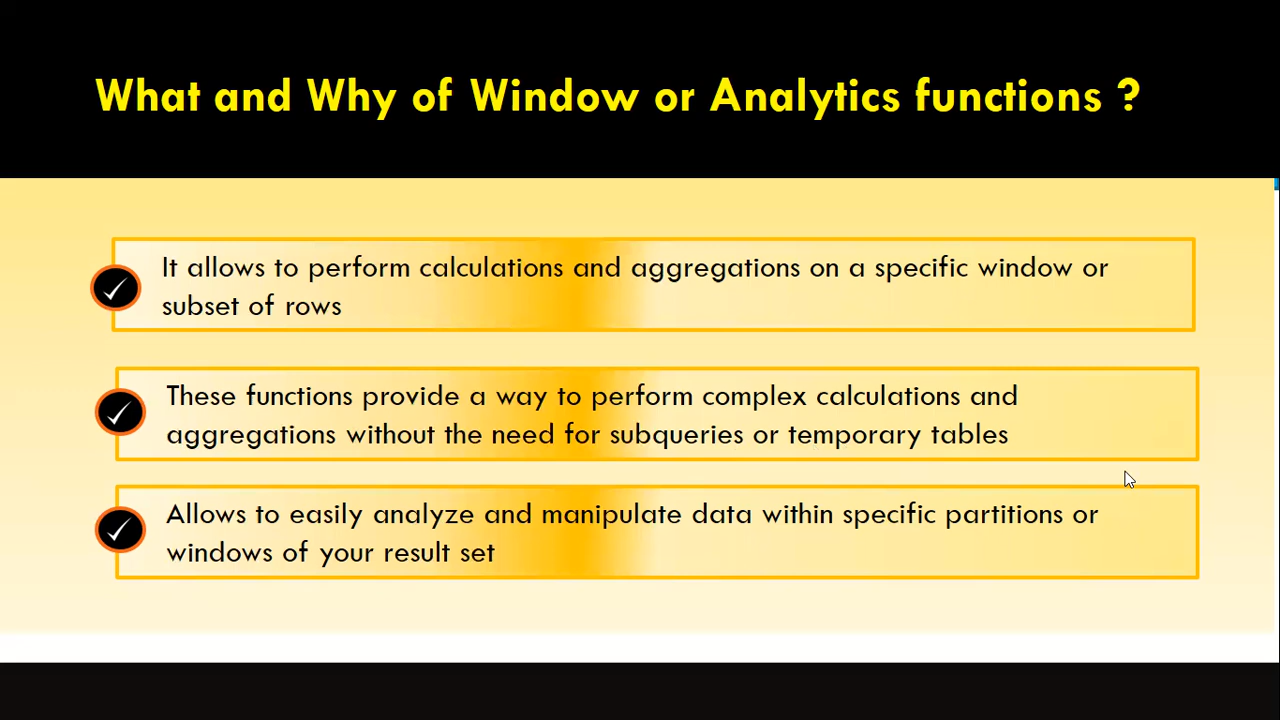 What and Why of Window or Analytics functions ?
It allows to perform calculations and aggregations on a specific window or
subset of rows
These functions provide a way to perform complex calculations and
aggregations without the need for subqueries or temporary tables
Allows to easily analyze and manipulate data within specific partitions or
windows of your result set